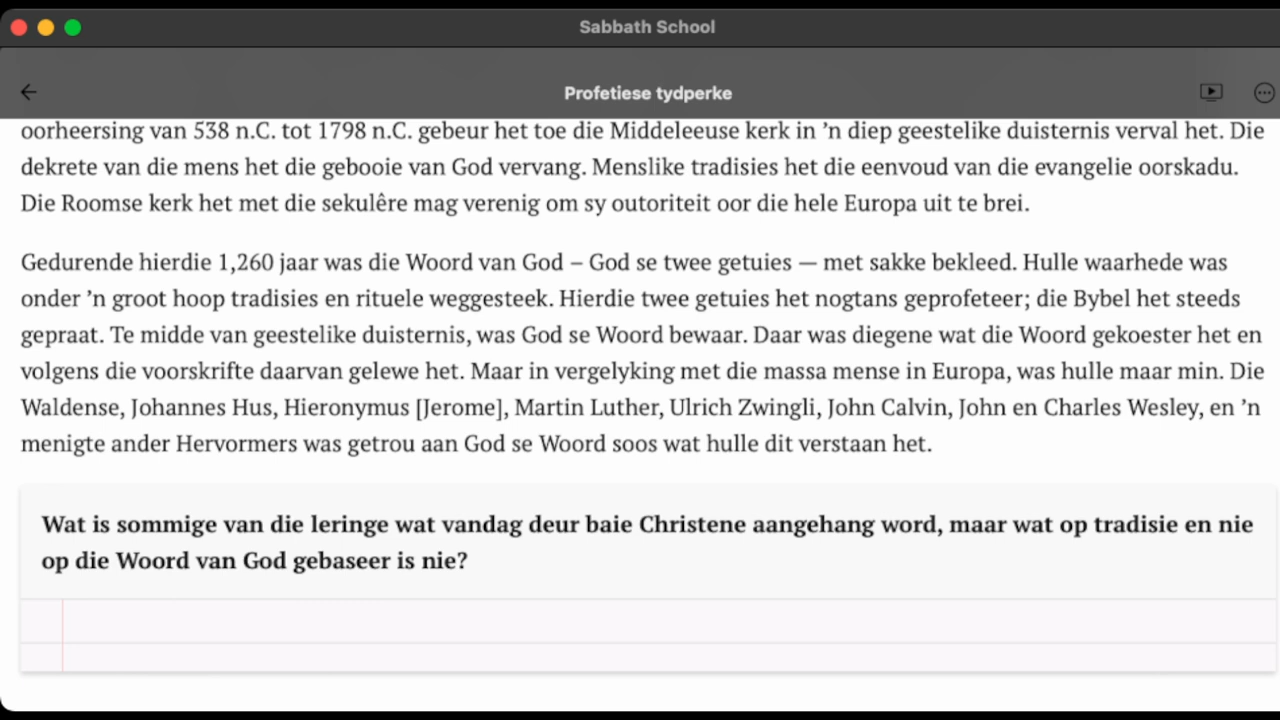 Sabbath School
Profetiese tydperke
oorheersing van 538 n.C. tot 1798 n.C. gebeur het toe die Middeleeuse kerk in ’n diep geestelike duisternis verval het. Die
dekrete van die mens het die gebooie van God vervang. Menslike tradisies het die eenvoud van die evangelie oorskadu.
Die Roomse kerk het met die sekulêre mag verenig om sy outoriteit oor die hele Europa uit te brei.
Gedurende hierdie 1,260 jaar was die Woord van God – God se twee getuies — met sakke bekleed. Hulle waarhede was
onder ’n groot hoop tradisies en rituele weggesteek. Hierdie twee getuies het nogtans geprofeteer; die Bybel het steeds
gepraat. Te midde van geestelike duisternis, was God se Woord bewaar. Daar was diegene wat die Woord gekoester het en
volgens die voorskrifte daarvan gelewe het. Maar in vergelyking met die massa mense in Europa, was hulle maar min. Die
Waldense, Johannes Hus, Hieronymus [Jerome], Martin Luther, Ulrich Zwingli, John Calvin, John en Charles Wesley, en ’n
menigte ander Hervormers was getrou aan God se Woord soos wat hulle dit verstaan het.
Wat is sommige van die leringe wat vandag deur baie Christene aangehang word, maar wat op tradisie en nie
op die Woord van God gebaseer is nie?